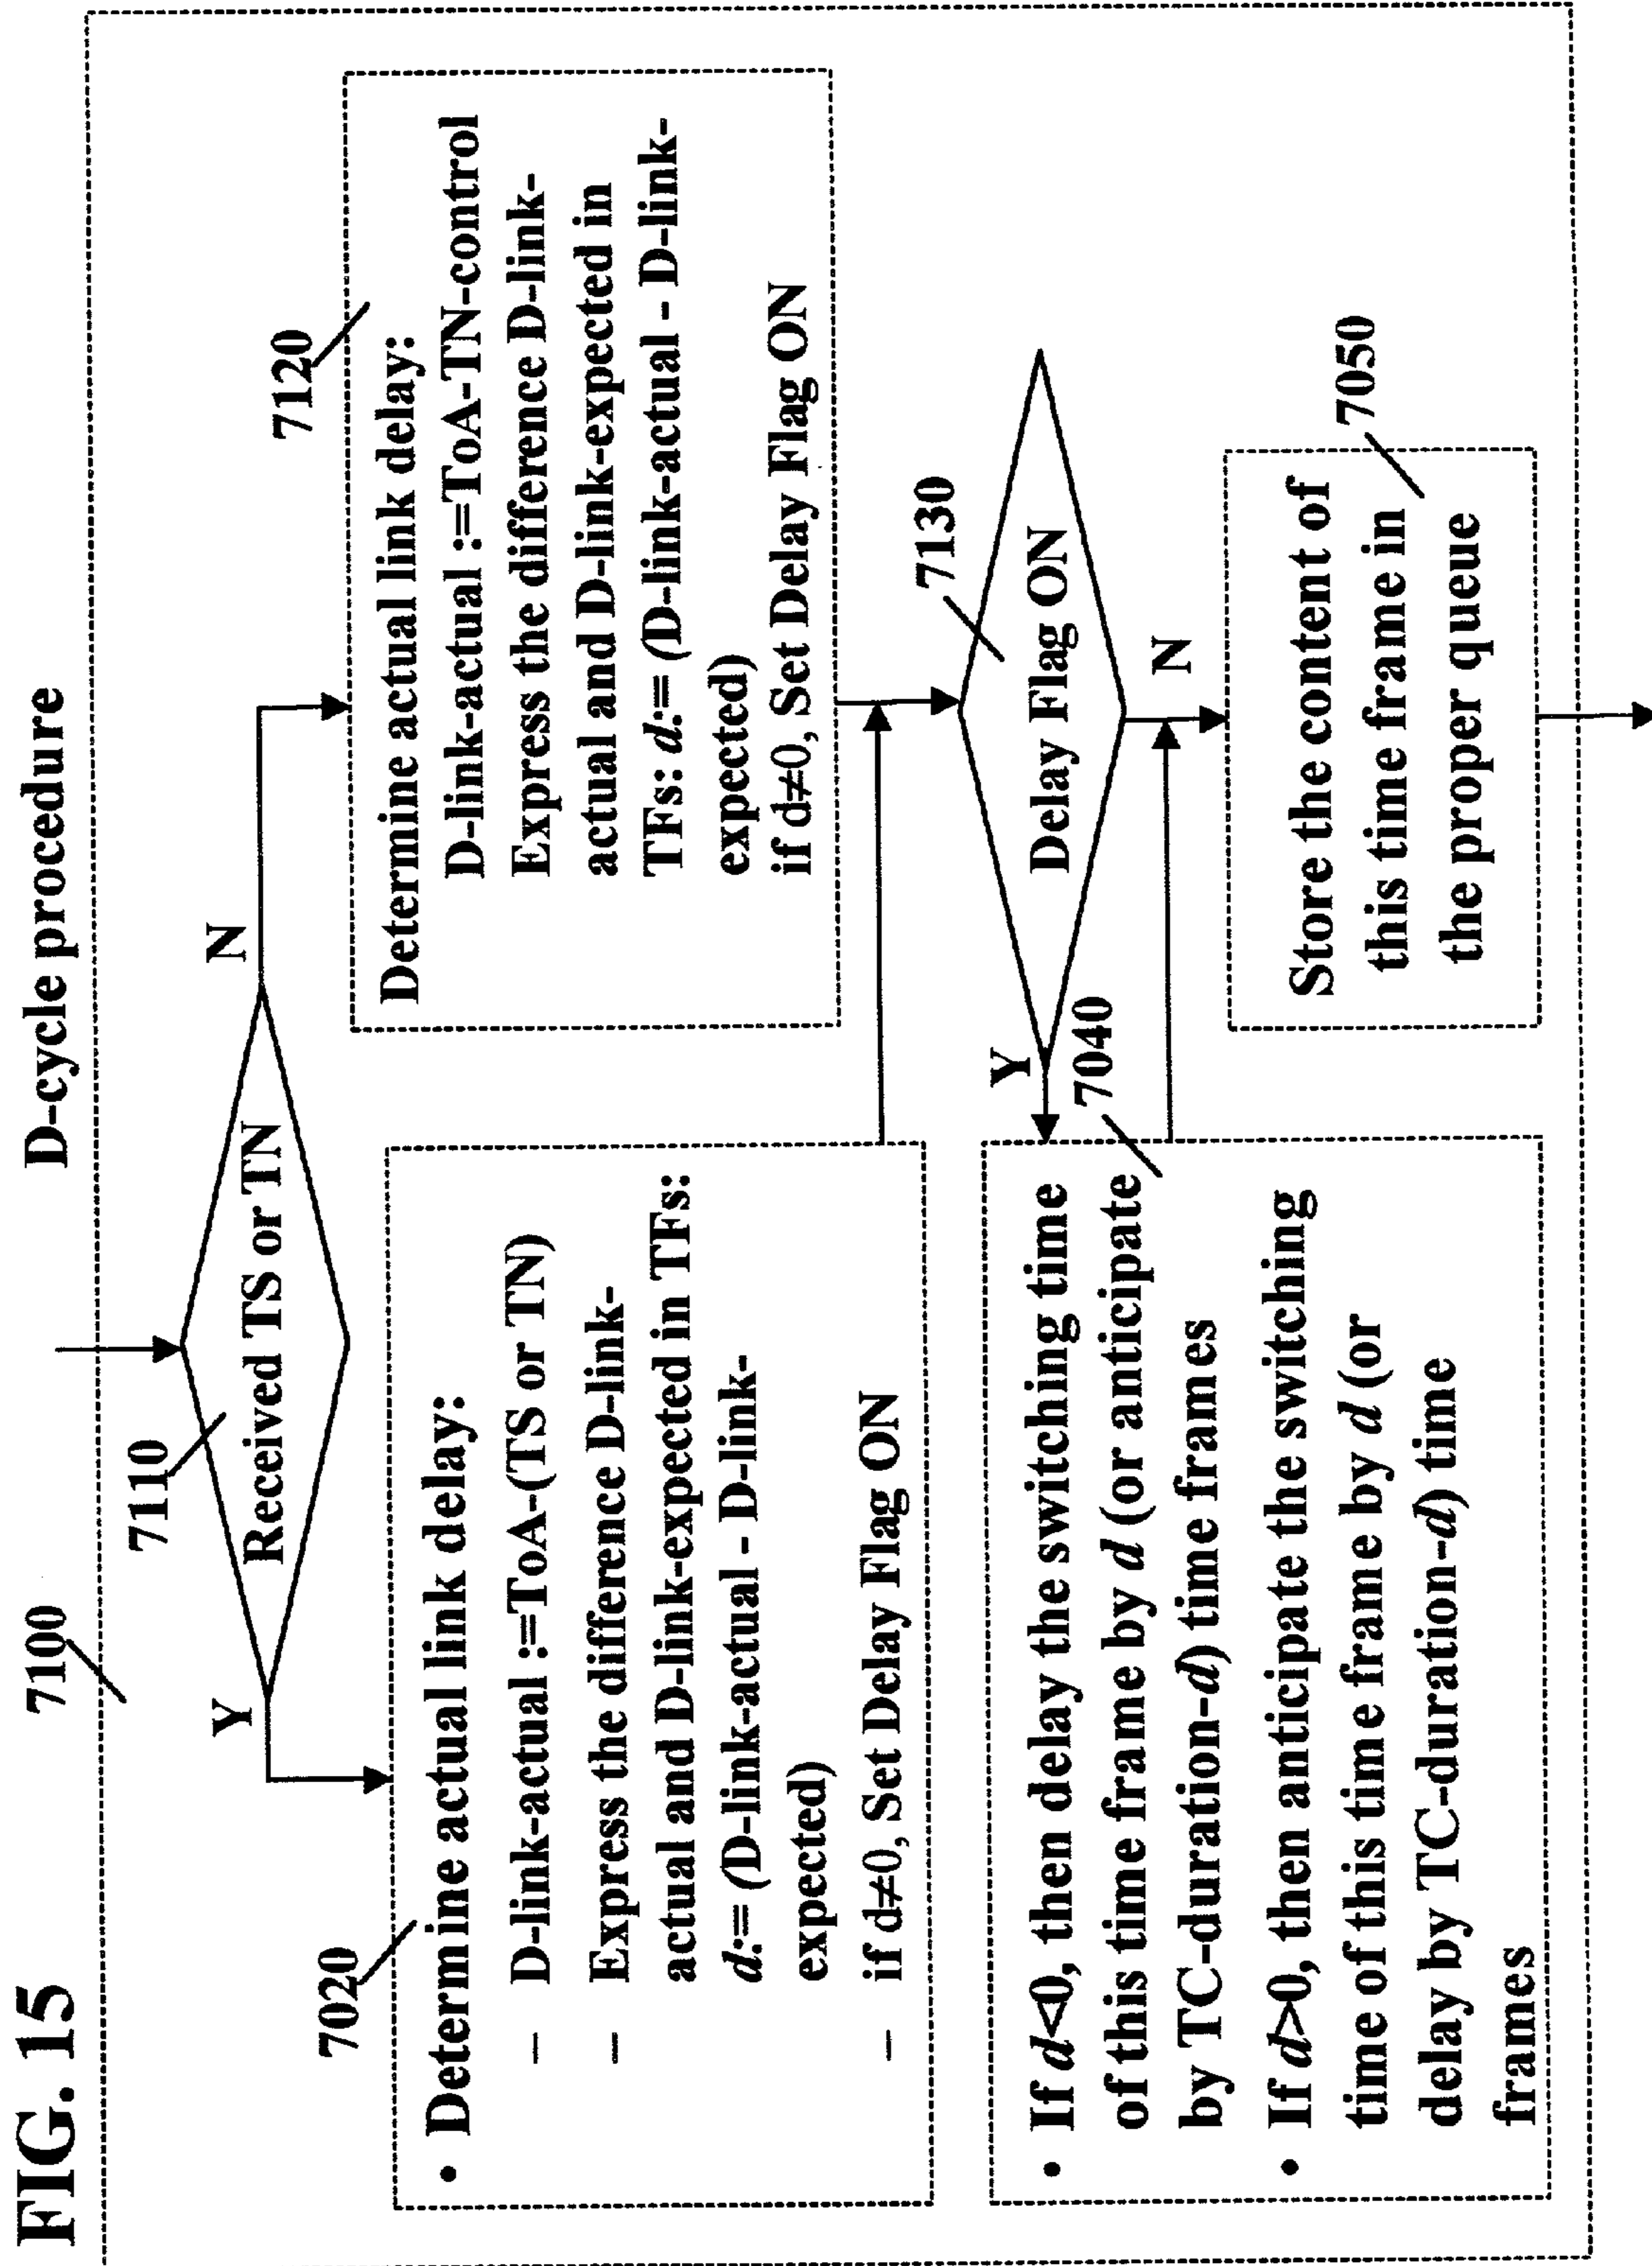 FIG. 15
D-cycle procedure
7100
7110
Received TS or TN
Y
N
7020
• Determine actual link delay:
– D-link-actual :=ToA-(TS or TN)
– Express the difference D-link-
actual and D-link-expected in TFs:
d:= (D-link-actual - D-link-
expected)
– if d≠0, Set Delay Flag ON
7120
Determine actual link delay:
D-link-actual :=ToA-TN-control
Express the difference D-link-
actual and D-link-expected in
TFs: d:= (D-link-actual - D-link-
expected)
if d≠0, Set Delay Flag ON
7130
Delay Flag ON
Y
N
7040
• If d<0, then delay the switching time
of this time frame by d (or anticipate
by TC-duration-d) time frames
• If d>0, then anticipate the switching
time of this time frame by d (or
delay by TC-duration-d) time
frames
7050
Store the content of
this time frame in
the proper queue